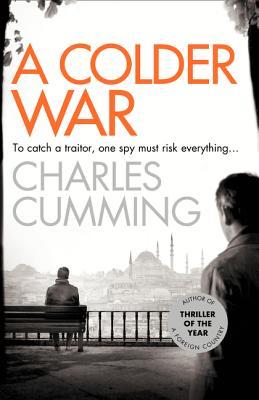 A COLDER
WAR
To catch a traitor, one spy must risk everything...
CHARLES
CUMMING
AUTHOR OF
THRILLER
OF THE
YEAR
A FOREIGN COUNTRY